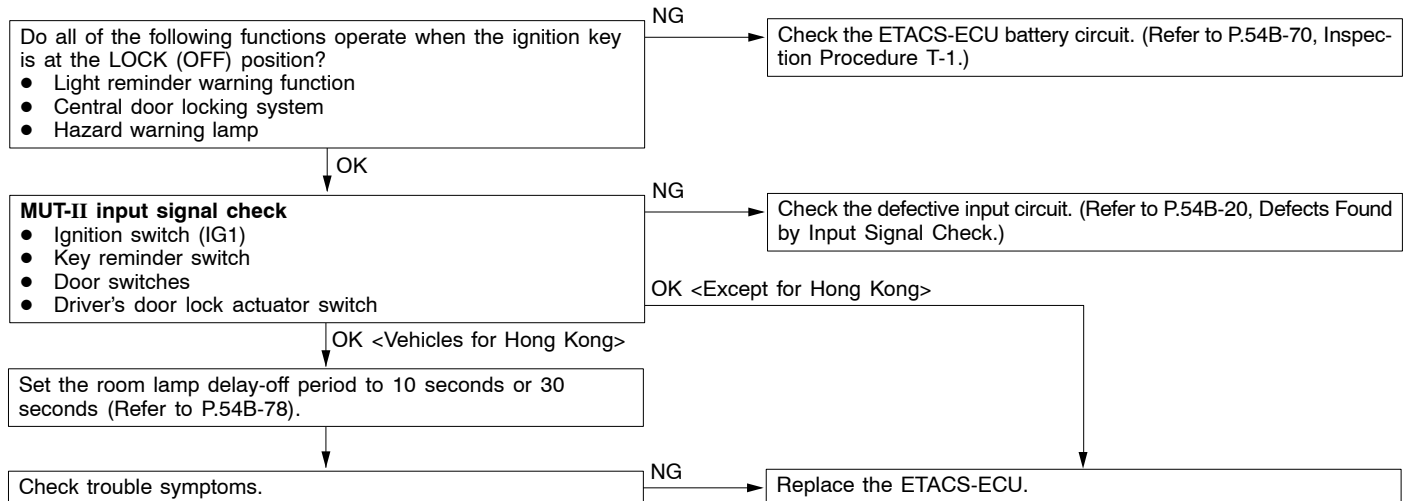 Do all of the following functions operate when the ignition key
is at the LOCK (OFF) position?
● Light reminder warning function
● Central door locking system
● Hazard warning lamp
NG
Check the ETACS-ECU battery circuit. (Refer to P.54B-70, Inspec-
tion Procedure T-1.)
OK
MUT-II input signal check
● Ignition switch (IG1)
● Key reminder switch
● Door switches
● Driver's door lock actuator switch
NG
Check the defective input circuit. (Refer to P.54B-20, Defects Found
by Input Signal Check.)
OK <Except for Hong Kong>
OK <Vehicles for Hong Kong>
Set the room lamp delay-off period to 10 seconds or 30
seconds (Refer to P.54B-78).
Check trouble symptoms.
NG
Replace the ETACS-ECU.